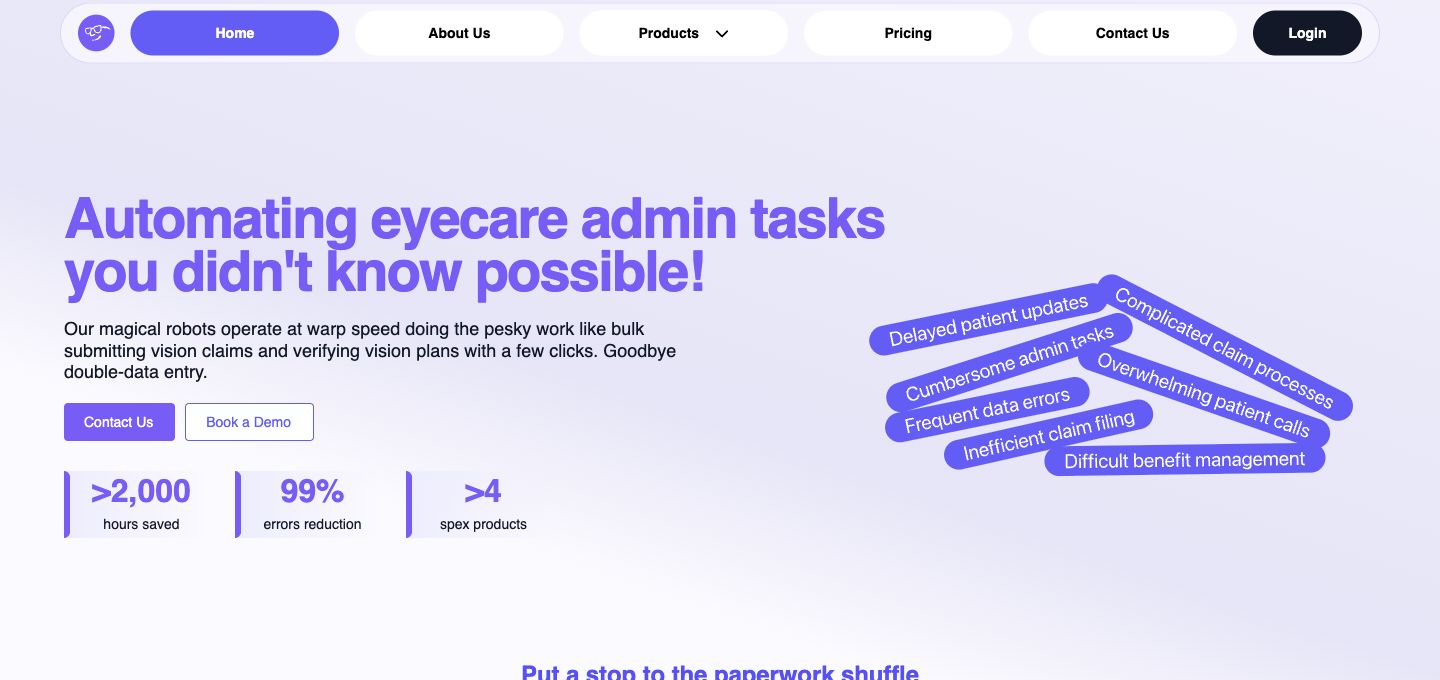 Home
About Us
Products
Pricing
Contact Us
Login
Automating eyecare admin tasks
you didn't know possible!
Our magical robots operate at warp speed doing the pesky work like bulk
submitting vision claims and verifying vision plans with a few clicks. Goodbye
double-data entry.
Contact Us
Book a Demo
>2,000
hours saved
99%
errors reduction
>4
spex products
Delayed patient updates
Complicated claim processes
Cumbersome admin tasks
Overwhelming patient calls
Frequent data errors
Inefficient claim filing
Difficult benefit management
Put a stop to the paperwork shuffle